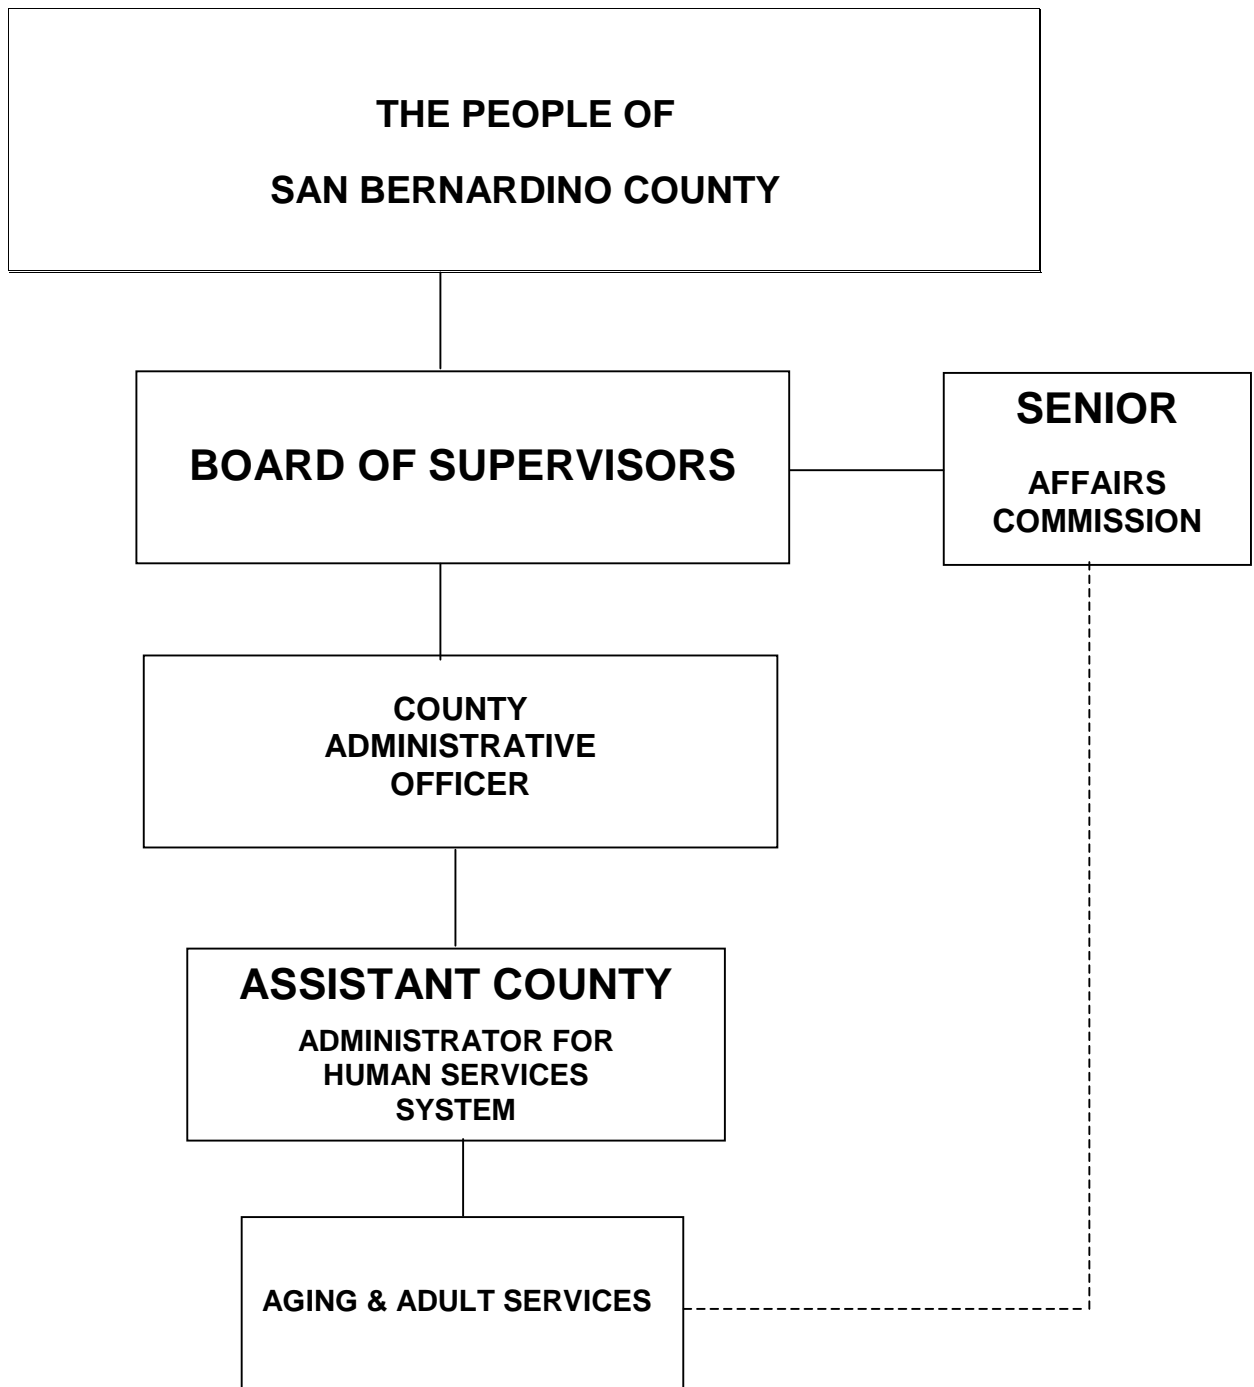 THE PEOPLE OF
SAN BERNARDINO COUNTY
BOARD OF SUPERVISORS
SENIOR
AFFAIRS
COMMISSION
COUNTY
ADMINISTRATIVE
OFFICER
ASSISTANT COUNTY
ADMINISTRATOR FOR
HUMAN SERVICES
SYSTEM
AGING & ADULT SERVICES